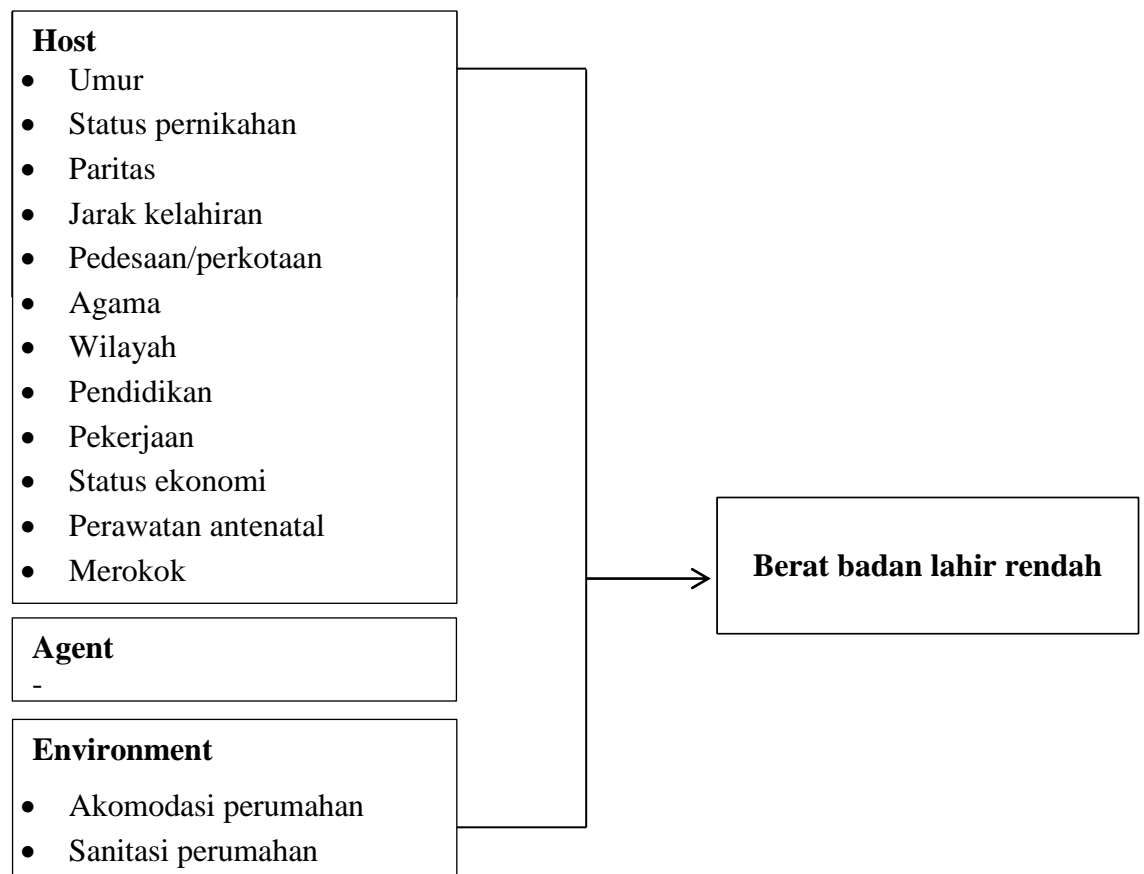 Host
• Umur
• Status pernikahan
• Paritas
• Jarak kelahiran
• Pedesaan/perkotaan
• Agama
• Wilayah
• Pendidikan
• Pekerjaan
• Status ekonomi
• Perawatan antenatal
• Merokok
Agent
-
Environment
• Akomodasi perumahan
• Sanitasi perumahan
Berat badan lahir rendah